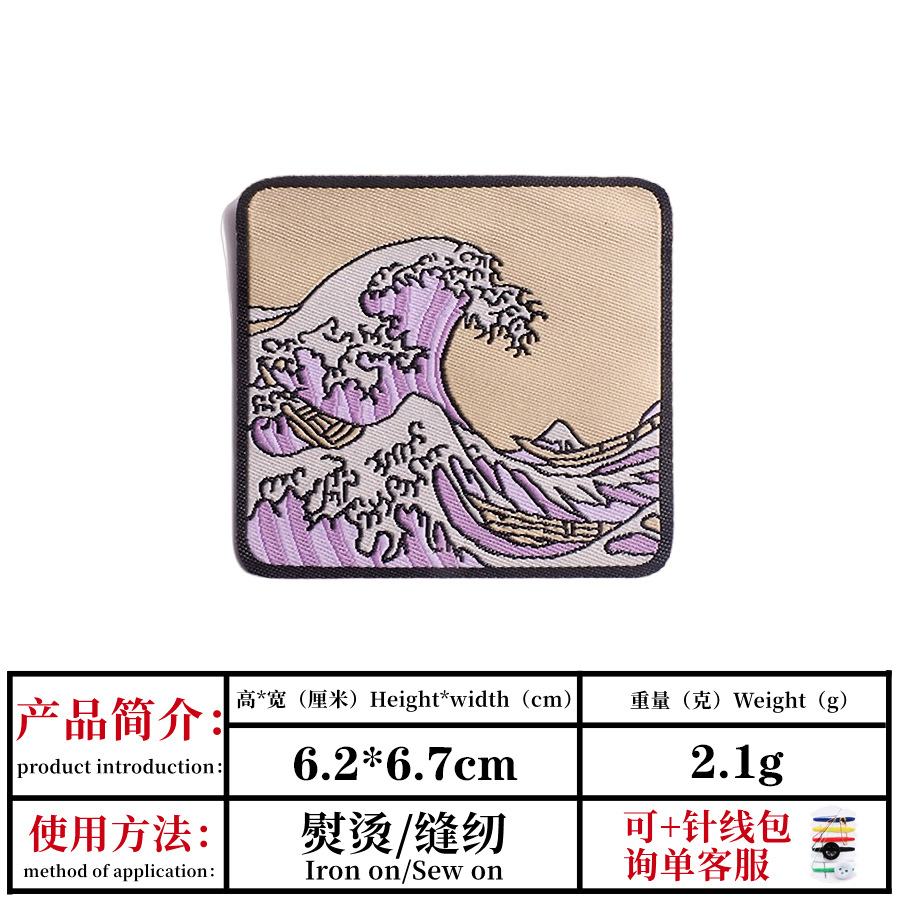 产品简介：
product introduction：
高*宽（厘米）Height*width（cm）
6.2*6.7cm
重量（克）Weight（g）
2.1g
使用方法：
method of application：
熨烫/缝纫
Iron on/Sew on
可+针线包
询单客服